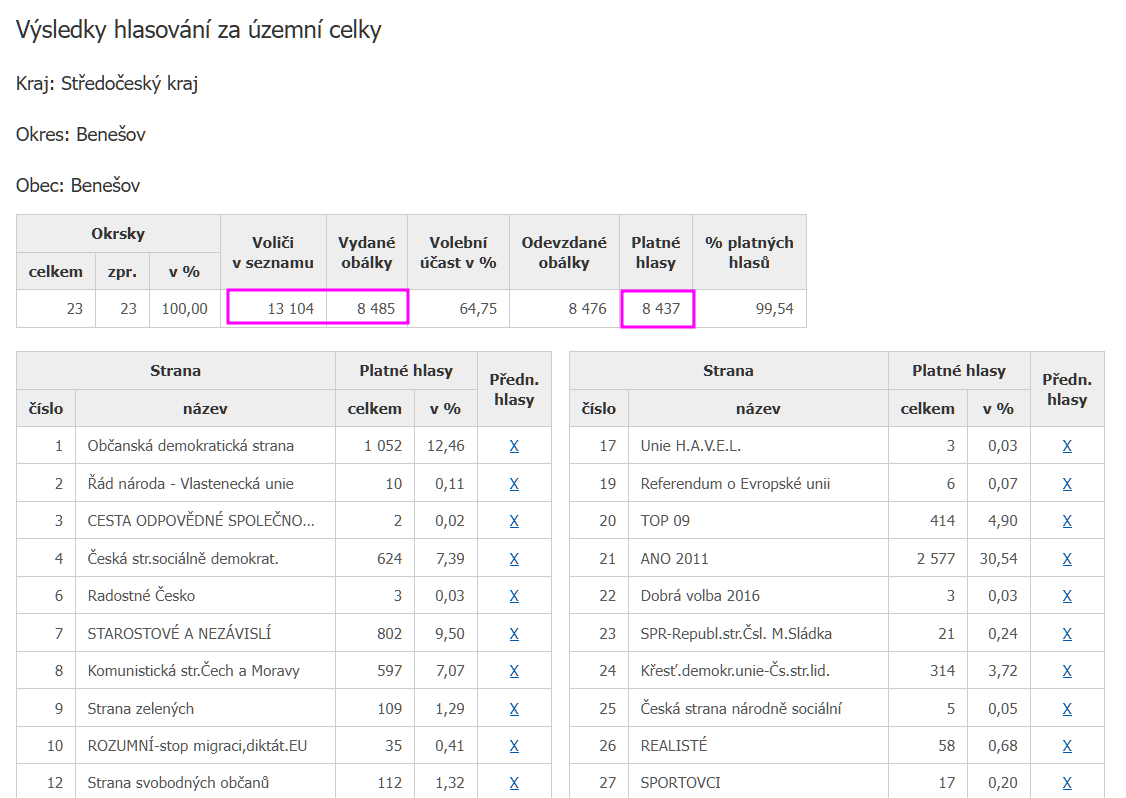 Výsledky hlasování za územní celky
Kraj: Středočeský kraj
Okres: Benešov
Obec: Benešov
Okrsky Voliči v seznamu Vydané obálky Volební účast v % Odevzdané obálky Platné hlasy % platných hlasů
celkem zpr. v %
23 23 100,00 13 104 8 485 64,75 8 476 8 437 99,54
Strana Platné hlasy Předn. hlasy
číslo název celkem v %
1 Občanská demokratická strana 1 052 12,46 X
2 Řád národa - Vlastenecká unie 10 0,11 X
3 CESTA ODPOVĚDNÉ SPOLEČNO... 2 0,02 X
4 Česká str.sociálně demokrat. 624 7,39 X
6 Radostné Česko 3 0,03 X
7 STAROSTOVÉ A NEZÁVISLÍ 802 9,50 X
8 Komunistická str.Čech a Moravy 597 7,07 X
9 Strana zelených 109 1,29 X
10 ROZUMNÍ-stop migraci,diktát.EU 35 0,41 X
12 Strana svobodných občanů 112 1,32 X
Strana Platné hlasy Předn. hlasy
číslo název celkem v %
17 Unie H.A.V.E.L. 3 0,03 X
19 Referendum o Evropské unii 6 0,07 X
20 TOP 09 414 4,90 X
21 ANO 2011 2 577 30,54 X
22 Dobrá volba 2016 3 0,03 X
23 SPR-Republ.str.Čsl. M.Sládka 21 0,24 X
24 Křesť.demokr.unie-Čs.str.lid. 314 3,72 X
25 Česká strana národně sociální 5 0,05 X
26 REALISTÉ 58 0,68 X
27 SPORTOVCI 17 0,20 X